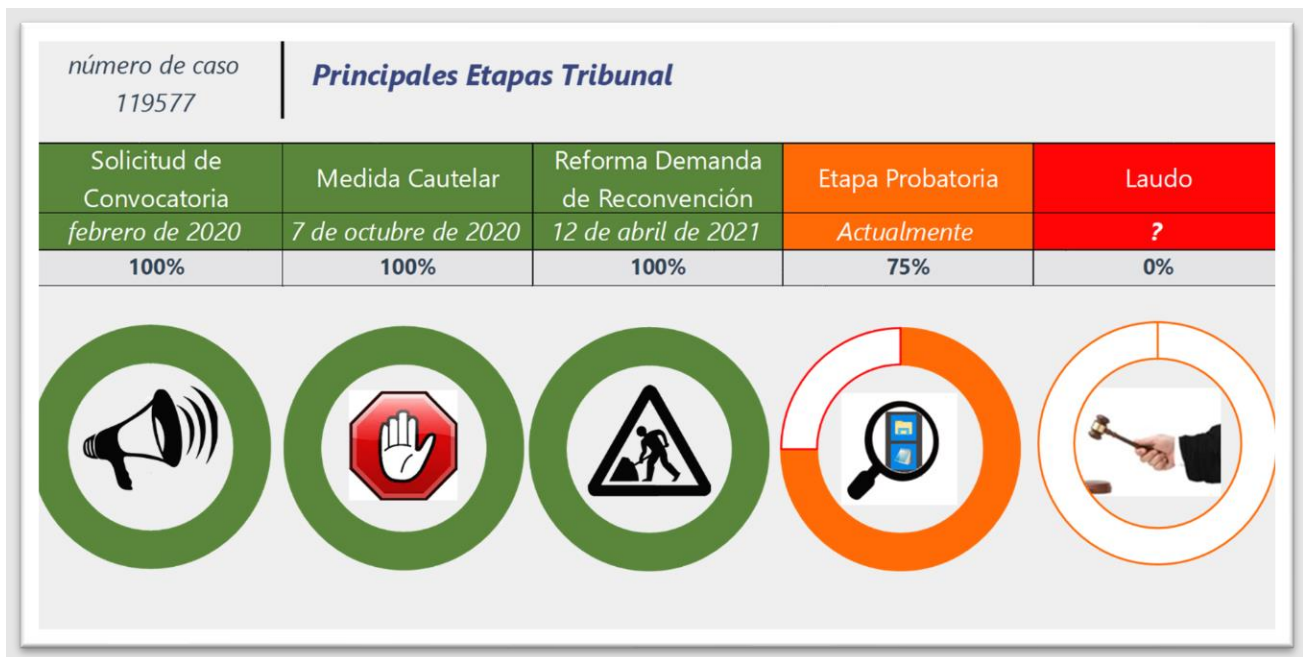 número de caso
119577
Principales Etapas Tribunal
Solicitud de
Convocatoria
Medida Cautelar
Reforma Demanda
de Reconvención
Etapa Probatoria
Laudo
febrero de 2020
7 de octubre de 2020
12 de abril de 2021
Actualmente
?
100%
100%
100%
75%
0%